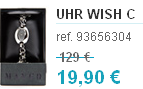 UHR WISH C
ref. 93656304
129 €
19,90 €